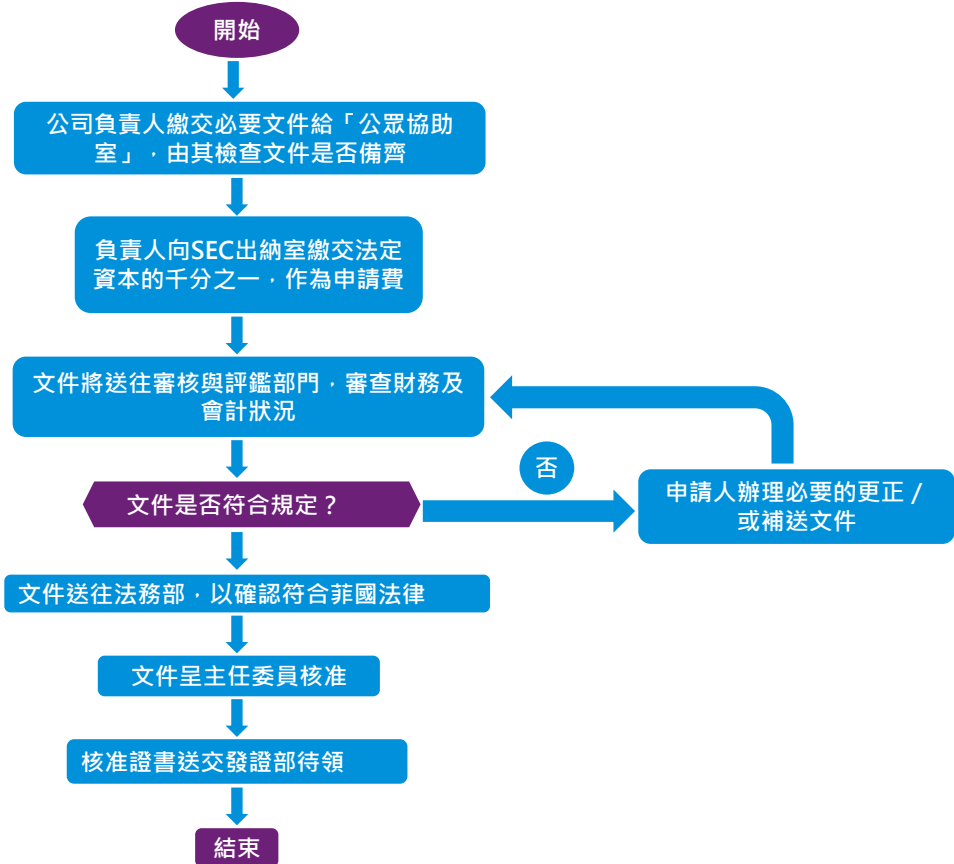 開始
公司負責人繳交必要文件給「公眾協助
室」，由其檢查文件是否備齊
負責人向SEC出納室繳交法定
資本的千分之一，作為申請費
文件將送往審核與評鑑部門，審查財務及
會計狀況
否
文件是否符合規定？
申請人辦理必要的更正 /
或補送文件
文件送往法務部，以確認符合菲國法律
文件呈主任委員核准
核准證書送交發證部待領
結束